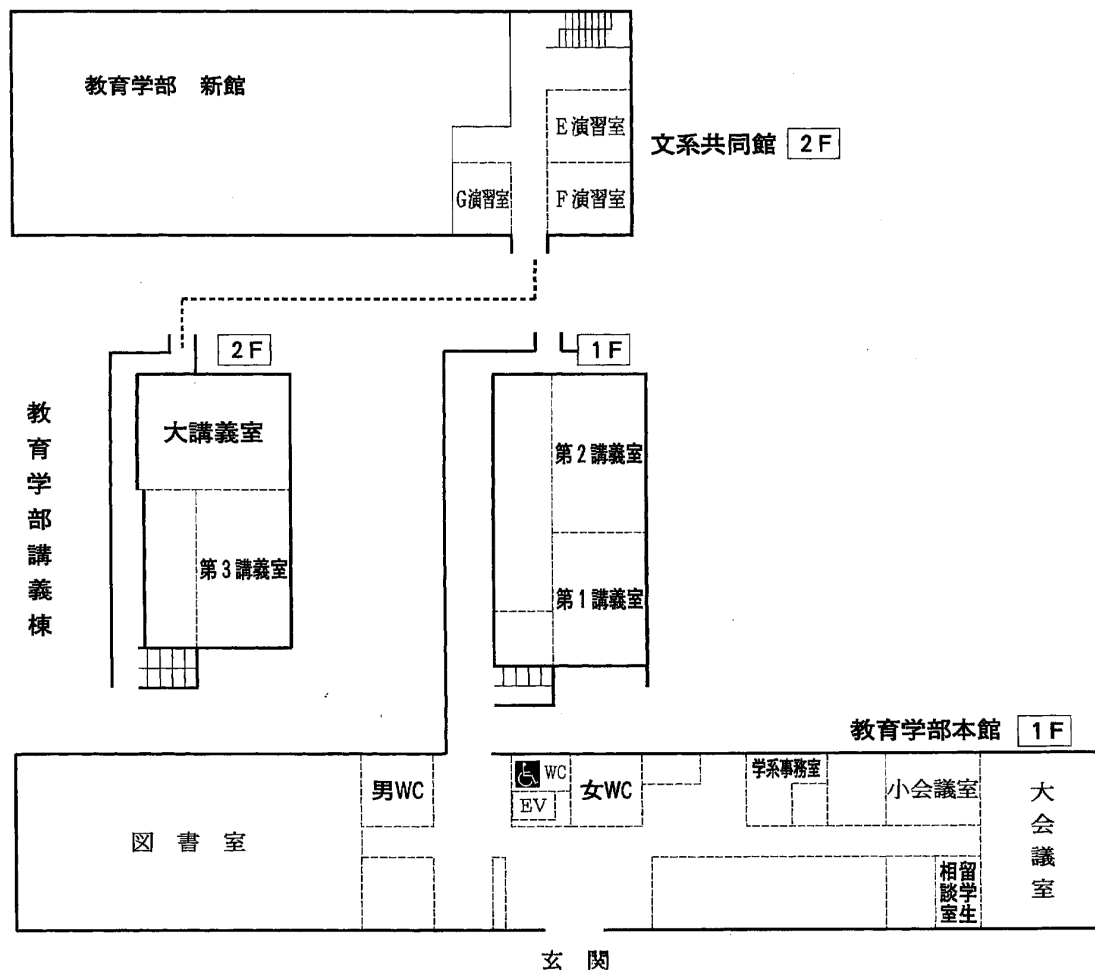 教育学部 新館
E演習室
文系共同館 2F
G演習室
F演習室
2F
1F
教育学部講義棟
大講義室
第2講義室
第3講義室
第1講義室
教育学部本館 1F
男WC
WC
EV
女WC
学系事務室
小会議室
大会議室
図書室
留学生相談室
玄関